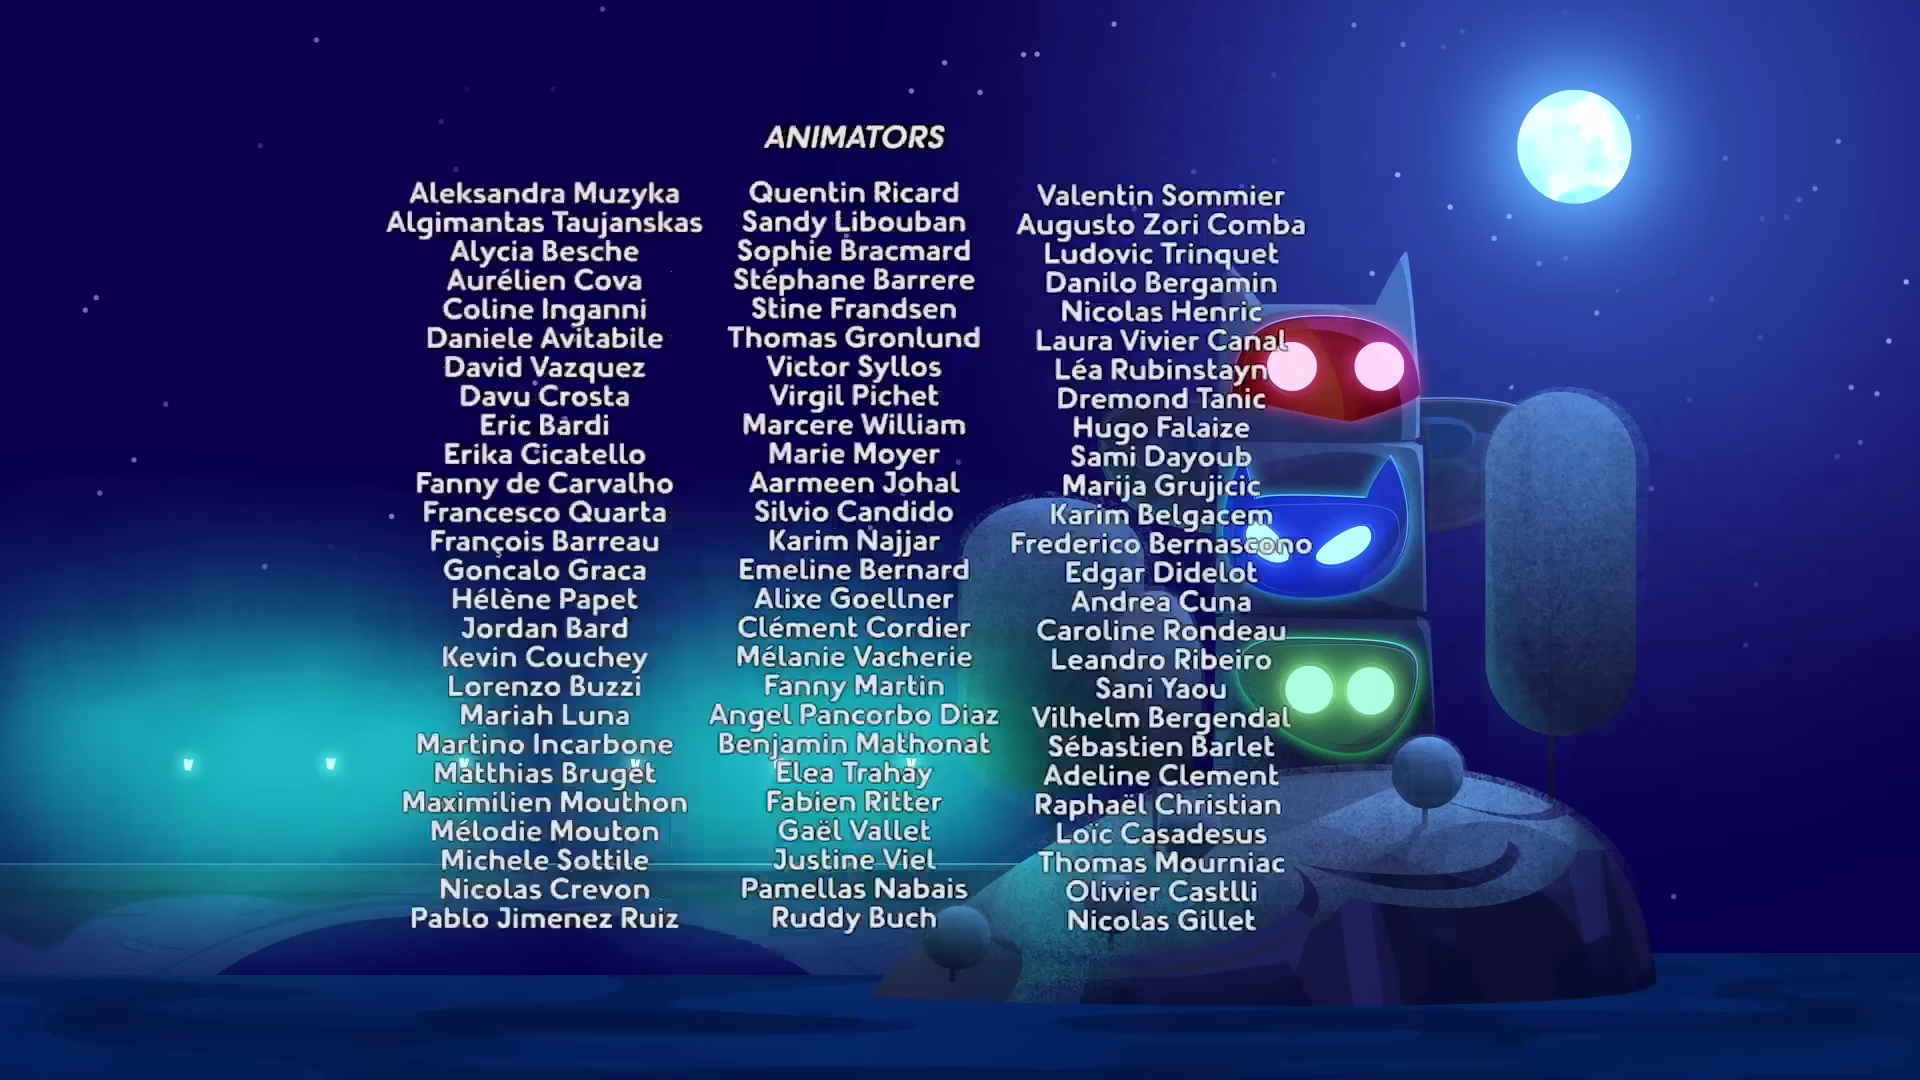 ANIMATORS
Aleksandra Muzyka
Algimantas Taujanskas
Alycia Besche
Aurélien Cova
Coline Inganni
Daniele Avitabile
David Vazquez
Davu Crosta
Eric Bardi
Erika Cicatello
Fanny de Carvalho
Francesco Quarta
François Barreau
Goncalo Graca
Hélène Papet
Jordan Bard
Kevin Couchey
Lorenzo Buzzi
Mariah Luna
Martino Incarbone
Matthias Bruget
Maximilien Mouthon
Mélodie Mouton
Michele Sottile
Nicolas Crevon
Pablo Jimenez Ruiz
Quentin Ricard
Sandy Libouban
Sophie Bracmard
Stéphane Barrere
Stine Frandsen
Thomas Gronlund
Victor Syllos
Virgil Pichet
Marcere William
Marie Moyer
Aarmeen Johal
Silvio Candido
Karim Najjar
Emeline Bernard
Alixe Goellner
Clément Cordier
Mélanie Vacherie
Fanny Martin
Angel Pancorbo Diaz
Benjamin Mathonat
Elea Trahay
Fabien Ritter
Gaël Vallet
Justine Viel
Pamellas Nabais
Ruddy Buch
Valentin Sommier
Augusto Zori Comba
Ludovic Trinquet
Danilo Bergamin
Nicolas Henric
Laura Vivier Canal
Léa Rubinstayn
Dremond Tanic
Hugo Falaize
Sami Dayoub
Marija Grujicic
Karim Belgacem
Frederico Bernascono
Edgar Didelot
Andrea Cuna
Caroline Rondeau
Leandro Ribeiro
Sani Yaou
Vilhelm Bergendal
Sébastien Barlet
Adeline Clement
Raphaël Christian
Loïc Casadesus
Thomas Mourniac
Olivier Castlli
Nicolas Gillet